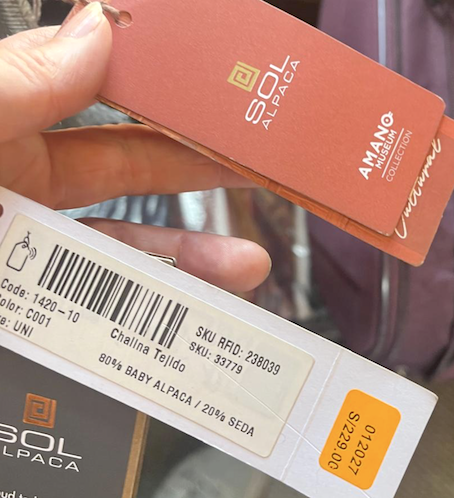 SOL
ALPACA
AMANO
MUSEUM
COLLECTION
Cultural
Code: 1420-10
Color: C001
UNI
Chalina Tejido
80% BABY ALPACA / 20% SEDA
SKU RFID: 238039
SKU: 33779
012027
S/229.00
SOL
ALPACA